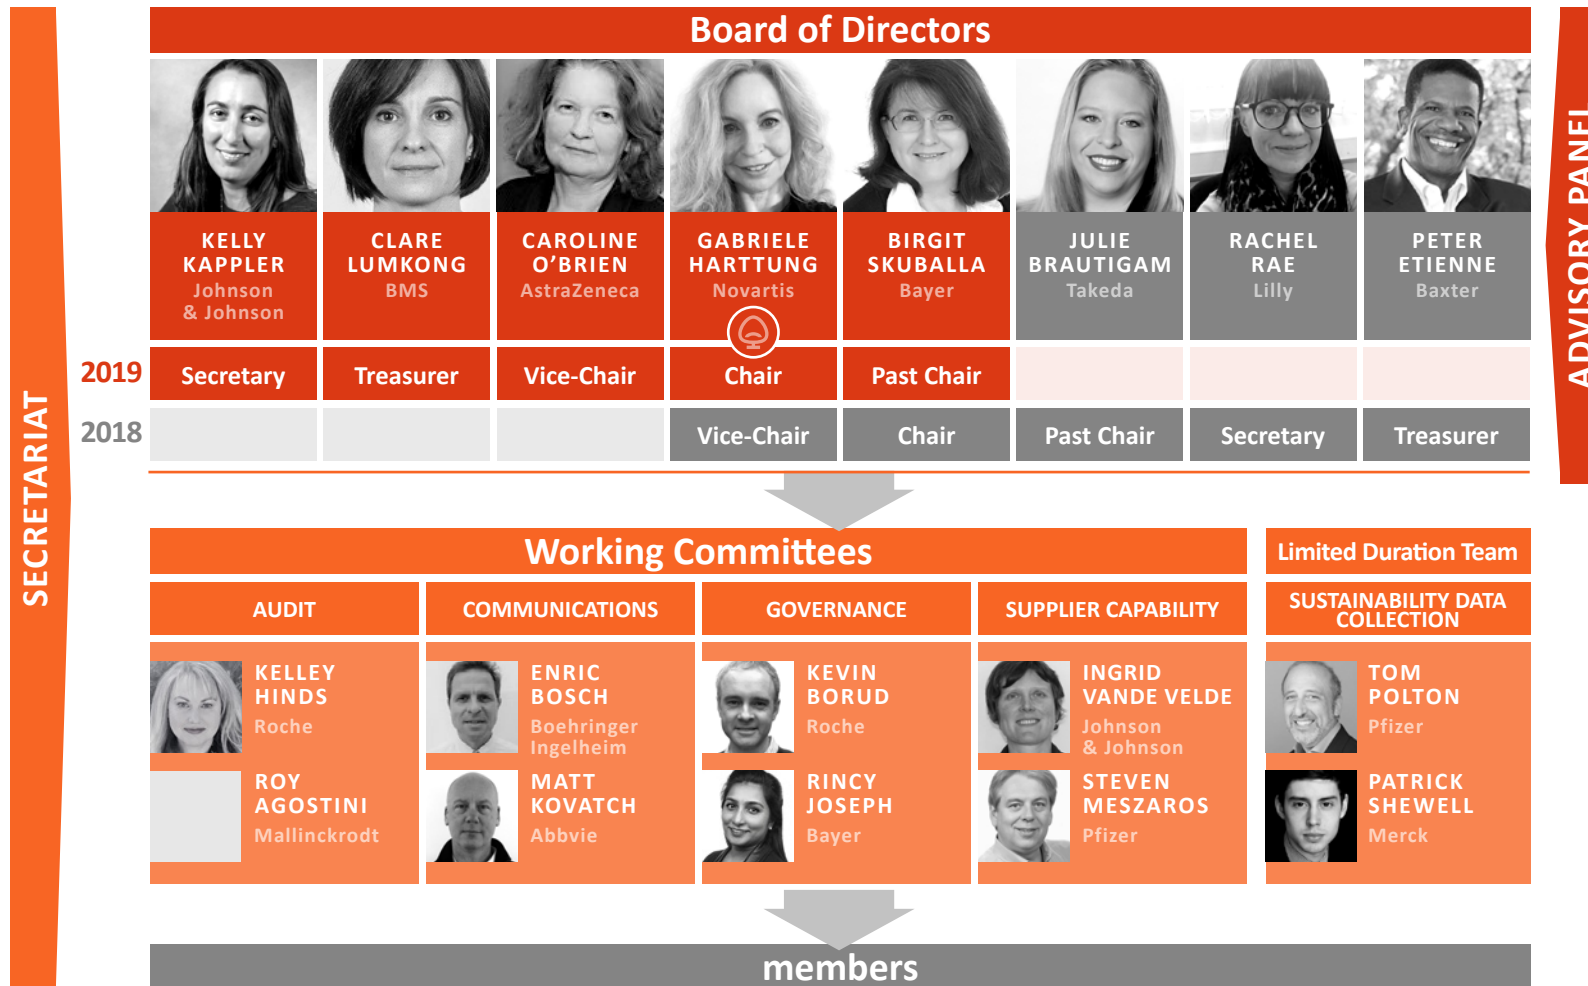 Board of Directors
SECRETARIAT
ADVISORY PANEL
KELLY
KAPPLER
Johnson
& Johnson
CLARE
LUMKONG
BMS
CAROLINE
O’BRIEN
AstraZeneca
GABRIELE
HARTTUNG
Novartis
BIRGIT
SKUBALLA
Bayer
JULIE
BRAUTIGAM
Takeda
RACHEL
RAE
Lilly
PETER
ETIENNE
Baxter
2019
Secretary
Treasurer
Vice-Chair
Chair
Past Chair
2018
Vice-Chair
Chair
Past Chair
Secretary
Treasurer
Working Committees
Limited Duration Team
AUDIT
COMMUNICATIONS
GOVERNANCE
SUPPLIER CAPABILITY
SUSTAINABILITY DATA
COLLECTION
KELLEY
HINDS
Roche
ROY
AGOSTINI
Mallinckrodt
ENRIC
BOSCH
Boehringer
Ingelheim
MATT
KOVATCH
Abbvie
KEVIN
BORUD
Roche
RINCY
JOSEPH
Bayer
INGRID
VANDE VELDE
Johnson
& Johnson
STEVEN
MESZAROS
Pfizer
TOM
POLTON
Pfizer
PATRICK
SHEWELL
Merck
members